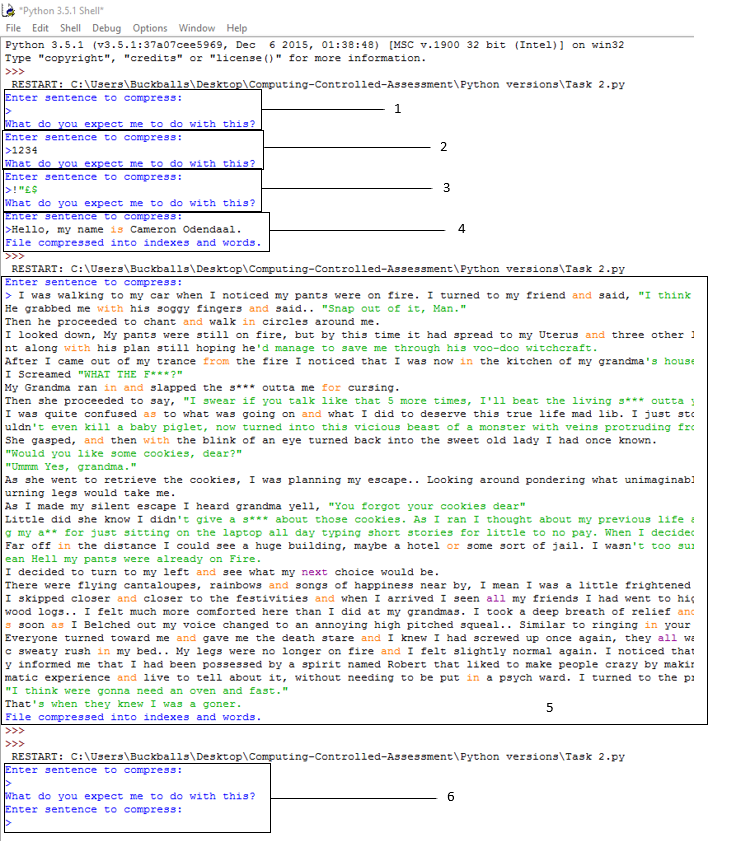 *Python 3.5.1 Shell*
File Edit Shell Debug Options Window Help
Python 3.5.1 (v3.5.1:37a07cee5969, Dec  6 2015, 01:38:48) [MSC v.1900 32 bit (Intel)] on win32
Type "copyright", "credits" or "license()" for more information.
>>>
 RESTART: C:\Users\Buckballs\Desktop\Computing-Controlled-Assessment\Python versions\Task 2.py
Enter sentence to compress:
> 1
What do you expect me to do with this?
Enter sentence to compress:
>1234 2
What do you expect me to do with this?
Enter sentence to compress:
>!"£$ 3
What do you expect me to do with this?
Enter sentence to compress:
>Hello, my name is Cameron Odendaal. 4
File compressed into indexes and words.
>>>
 RESTART: C:\Users\Buckballs\Desktop\Computing-Controlled-Assessment\Python versions\Task 2.py
Enter sentence to compress:
> I was walking to my car when I noticed my pants were on fire. I turned to my friend and said, "I think
He grabbed me with his soggy fingers and said.. "Snap out of it, Man."
Then he proceeded to chant and walk in circles around me.
I looked down, My pants were still on fire, but by this time it had spread to my Uterus and three other l
nt along with his plan still hoping he'd manage to save me through his voo-doo witchcraft.
After I came out of my trance from the fire I noticed that I was now in the kitchen of my grandma's house
I Screamed "WHAT THE F***?"
My Grandma ran in and slapped the s*** outta me for cursing.
Then she proceeded to say, "I swear if you talk like that 5 more times, I'll beat the living s*** outta y
I was quite confused as to what was going on and what I did to deserve this true life mad lib. I just sto
uldn't even kill a baby piglet, now turned into this vicious beast of a monster with veins protruding fro
She gasped, and then with the blink of an eye turned back into the sweet old lady I had once known.
"Would you like some cookies, dear?"
"Ummm Yes, grandma."
As she went to retrieve the cookies, I was planning my escape.. Looking around pondering what unimaginabl
urning legs would take me.
As I made my silent escape I heard grandma yell, "You forgot your cookies dear"
Little did she know I didn't give a s*** about those cookies. As I ran I thought about my previous life a
g my a** for just sitting on the laptop all day typing short stories for little to no pay. When I decided
Far off in the distance I could see a huge building, maybe a hotel or some sort of jail. I wasn't too sur
ean Hell my pants were already on Fire.
I decided to turn to my left and see what my next choice would be.
There were flying cantaloupes, rainbows and songs of happiness near by, I mean I was a little frightened
I skipped closer and closer to the festivities and when I arrived I seen all my friends I had went to hig
wood logs.. I felt much more comforted here than I did at my grandmas. I took a deep breath of relief and
s soon as I Belched out my voice changed to an annoying high pitched squeal.. Similar to ringing in your
Everyone turned toward me and gave me the death stare and I knew I had screwed up once again, they all wa
c sweaty rush in my bed.. My legs were no longer on fire and I felt slightly normal again. I noticed that
y informed me that I had been possessed by a spirit named Robert that liked to make people crazy by makin
matic experience and live to tell about it, without needing to be put in a psych ward. I turned to the pr
"I think were gonna need an oven and fast."
That's when they knew I was a goner.
File compressed into indexes and words. 5
>>>
>>>
 RESTART: C:\Users\Buckballs\Desktop\Computing-Controlled-Assessment\Python versions\Task 2.py
Enter sentence to compress:
>
What do you expect me to do with this? 6
Enter sentence to compress:
>